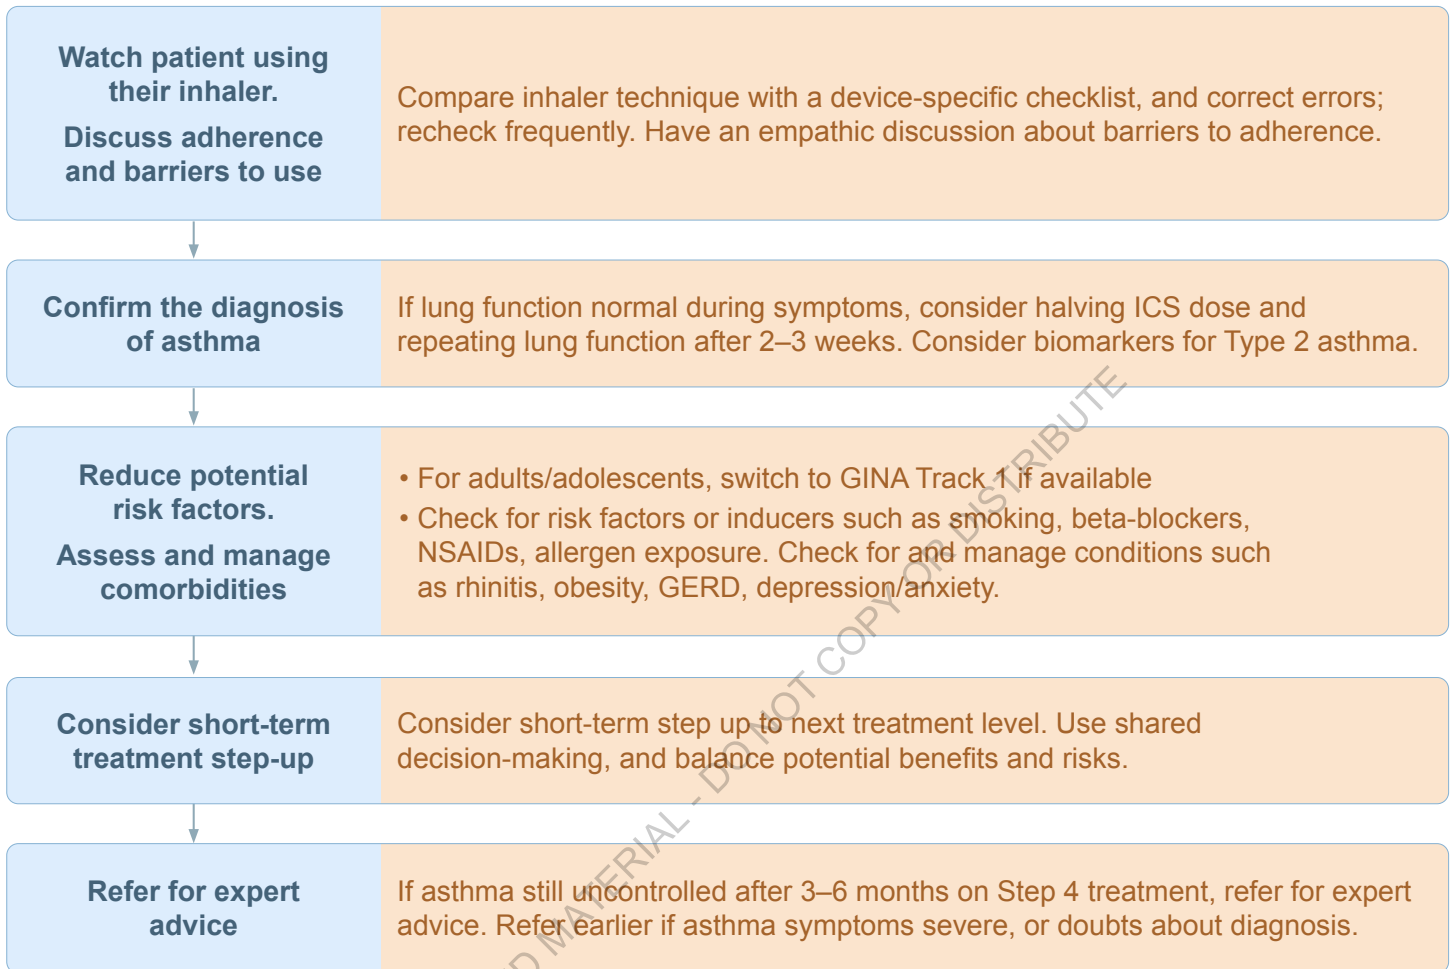 Watch patient using
their inhaler.
Discuss adherence
and barriers to use
Compare inhaler technique with a device-specific checklist, and correct errors;
recheck frequently. Have an empathic discussion about barriers to adherence.
Confirm the diagnosis
of asthma
If lung function normal during symptoms, consider halving ICS dose and
repeating lung function after 2–3 weeks. Consider biomarkers for Type 2 asthma.
Reduce potential
risk factors.
Assess and manage
comorbidities
• For adults/adolescents, switch to GINA Track 1 if available
• Check for risk factors or inducers such as smoking, beta-blockers,
NSAIDs, allergen exposure. Check for and manage conditions such
as rhinitis, obesity, GERD, depression/anxiety.
Consider short-term
treatment step-up
Consider short-term step up to next treatment level. Use shared
decision-making, and balance potential benefits and risks.
Refer for expert
advice
If asthma still uncontrolled after 3–6 months on Step 4 treatment, refer for expert
advice. Refer earlier if asthma symptoms severe, or doubts about diagnosis.
MATERIAL - DO NOT COPY OR DISTRIBUTE